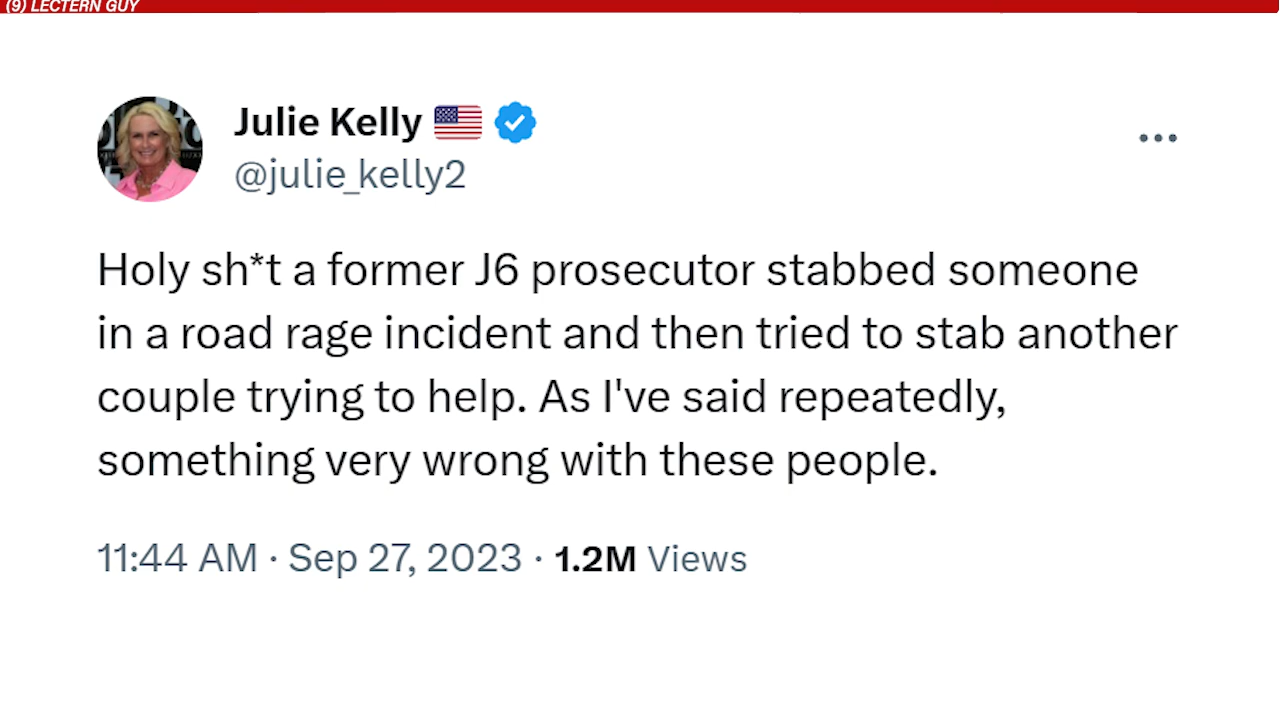 (9) LECTERN GUY
Julie Kelly
@julie_kelly2
Holy sh*t a former J6 prosecutor stabbed someone
in a road rage incident and then tried to stab another
couple trying to help. As I've said repeatedly,
something very wrong with these people.
11:44 AM · Sep 27, 2023 · 1.2M Views